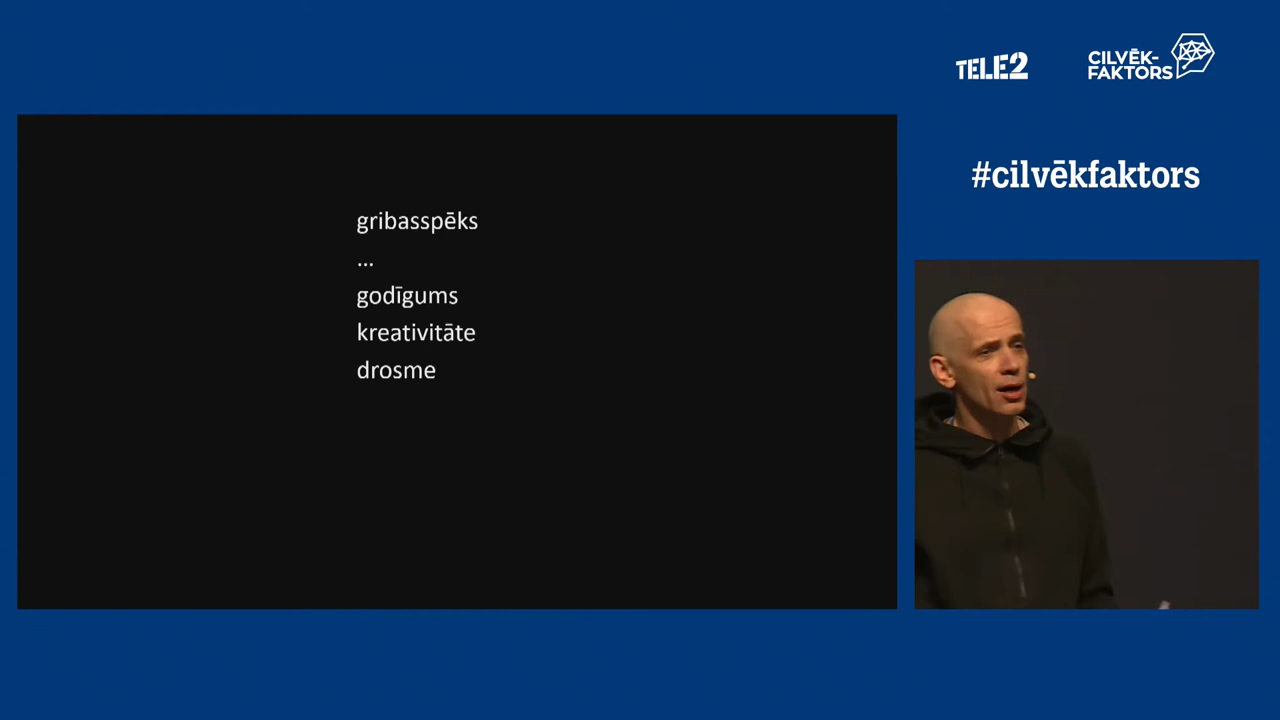 TELE2
CILVĒK-
FAKTORS
#cilvēkfaktors
gribasspēks
...
godīgums
kreativitāte
drosme